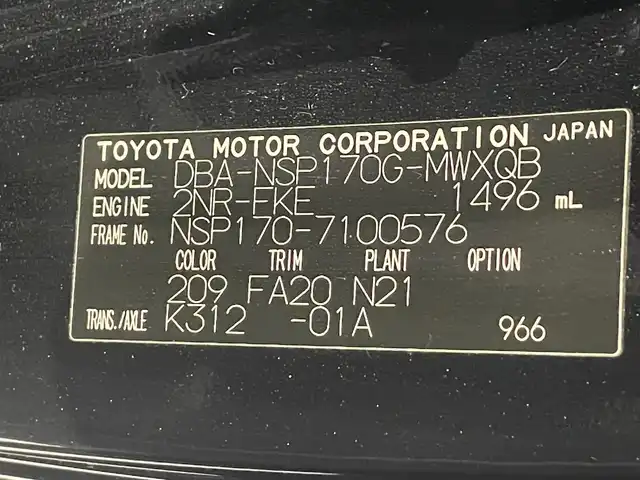 TOYOTA MOTOR CORPORATION JAPAN
MODEL DBA-NSP170G-MWXQB
ENGINE 2NR-FKE 1496 mL
FRAME No. NSP170-7100576
COLOR TRIM PLANT OPTION
209 FA20 N21
TRANS./AXLE K312 -01A 966